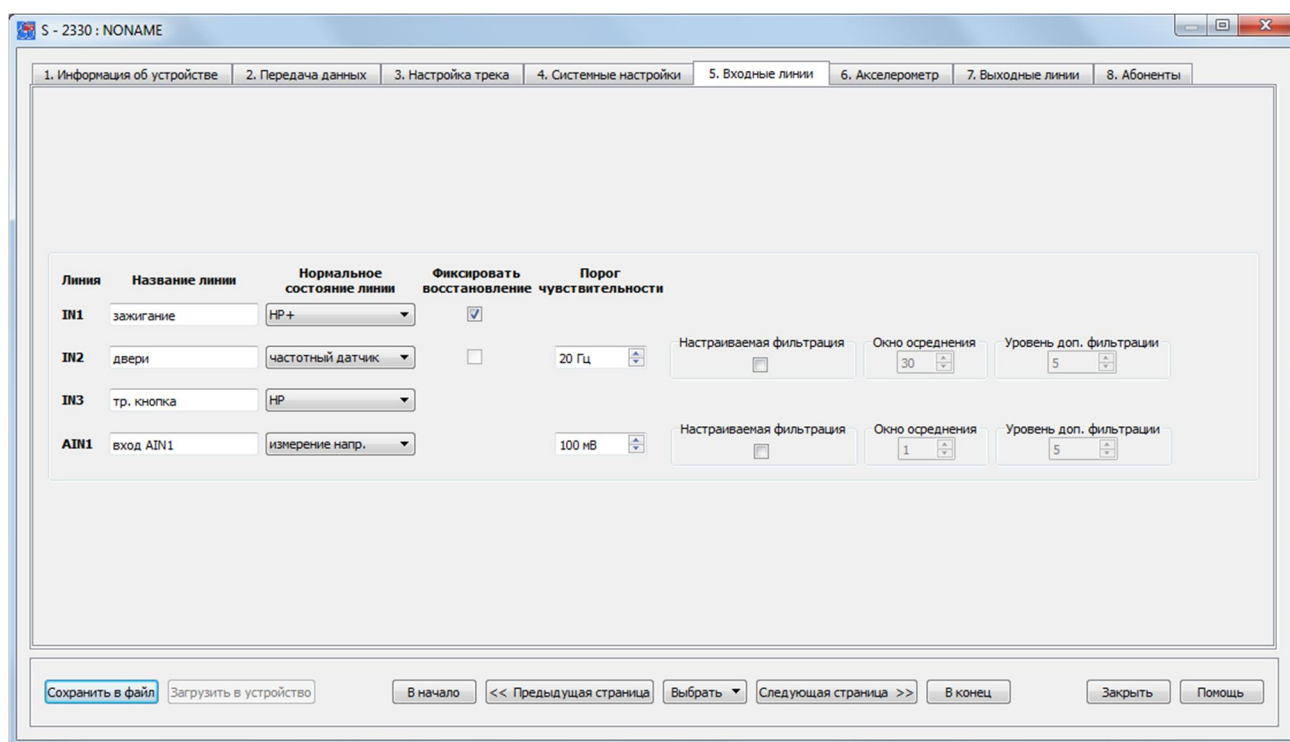 S - 2330 : NONAME
1. Информация об устройстве 2. Передача данных 3. Настройка трека 4. Системные настройки 5. Входные линии 6. Акселерометр 7. Выходные линии 8. Абоненты
Линия Название линии Нормальное состояние линии Фиксировать восстановление Порог чувствительности
IN1 зажигание НР+
Настраиваемая фильтрация Окно осреднения Уровень доп. фильтрации
IN2 двери частотный датчик 20 Гц 30 5
IN3 тр. кнопка НР
Настраиваемая фильтрация Окно осреднения Уровень доп. фильтрации
AIN1 вход AIN1 измерение напр. 100 мВ 1 5
Сохранить в файл Загрузить в устройство В начало << Предыдущая страница Выбрать Следующая страница >> В конец Закрыть Помощь